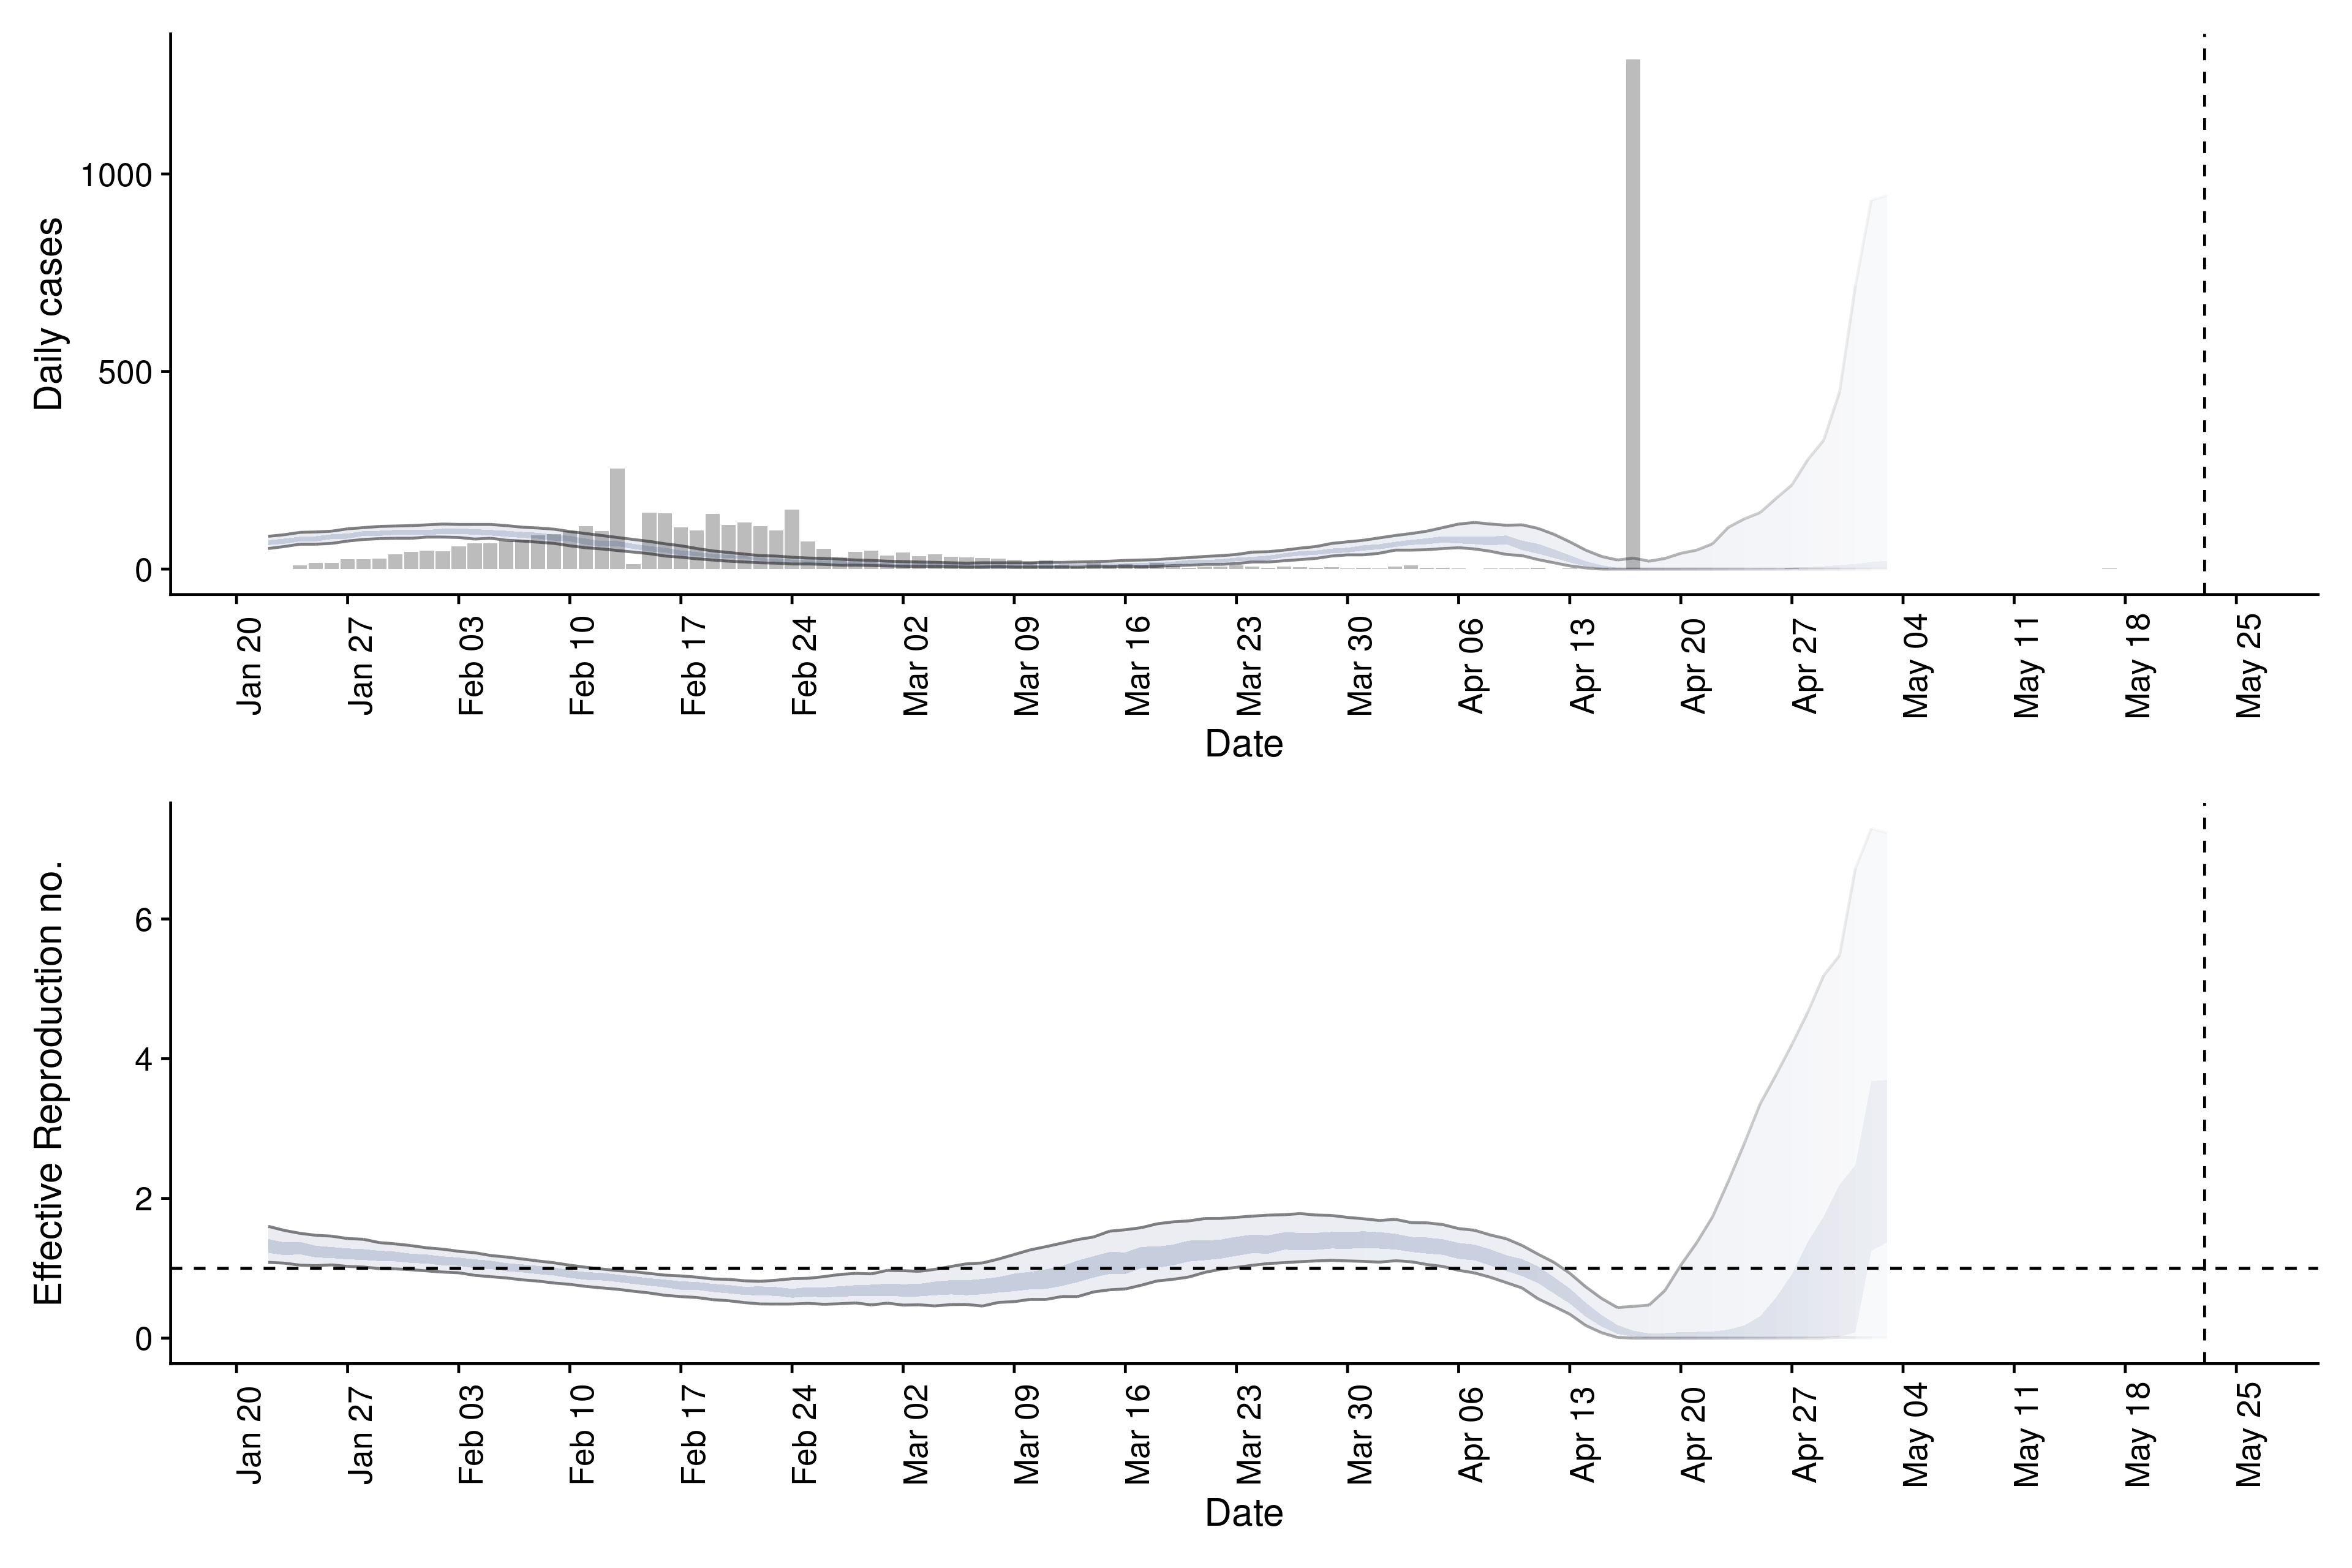 Daily cases
1000
500
0
Jan 20
Jan 27
Feb 03
Feb 10
Feb 17
Feb 24
Mar 02
Mar 09
Mar 16
Mar 23
Mar 30
Apr 06
Apr 13
Apr 20
Apr 27
May 04
May 11
May 18
May 25
Date
Effective Reproduction no.
6
4
2
0
Jan 20
Jan 27
Feb 03
Feb 10
Feb 17
Feb 24
Mar 02
Mar 09
Mar 16
Mar 23
Mar 30
Apr 06
Apr 13
Apr 20
Apr 27
May 04
May 11
May 18
May 25
Date